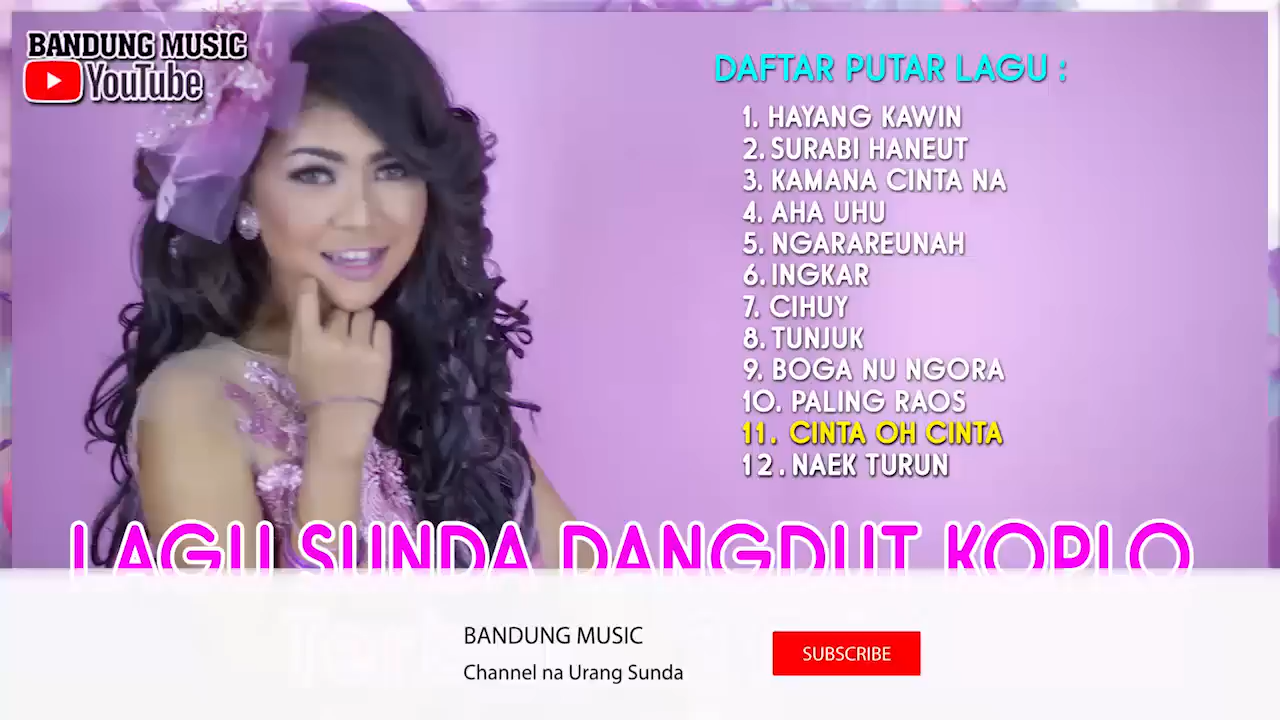 BANDUNG MUSIC
YouTube
DAFTAR PUTAR LAGU :
1. HAYANG KAWIN
2. SURABI HANEUT
3. KAMANA CINTA NA
4. AHA UHU
5. NGARAREUNAH
6. INGKAR
7. CIHUY
8. TUNJUK
9. BOGA NU NGORA
10. PALING RAOS
11. CINTA OH CINTA
12. NAEK TURUN
LAGU SUNDA DANGDUT KOPLO
BANDUNG MUSIC
Channel na Urang Sunda
SUBSCRIBE